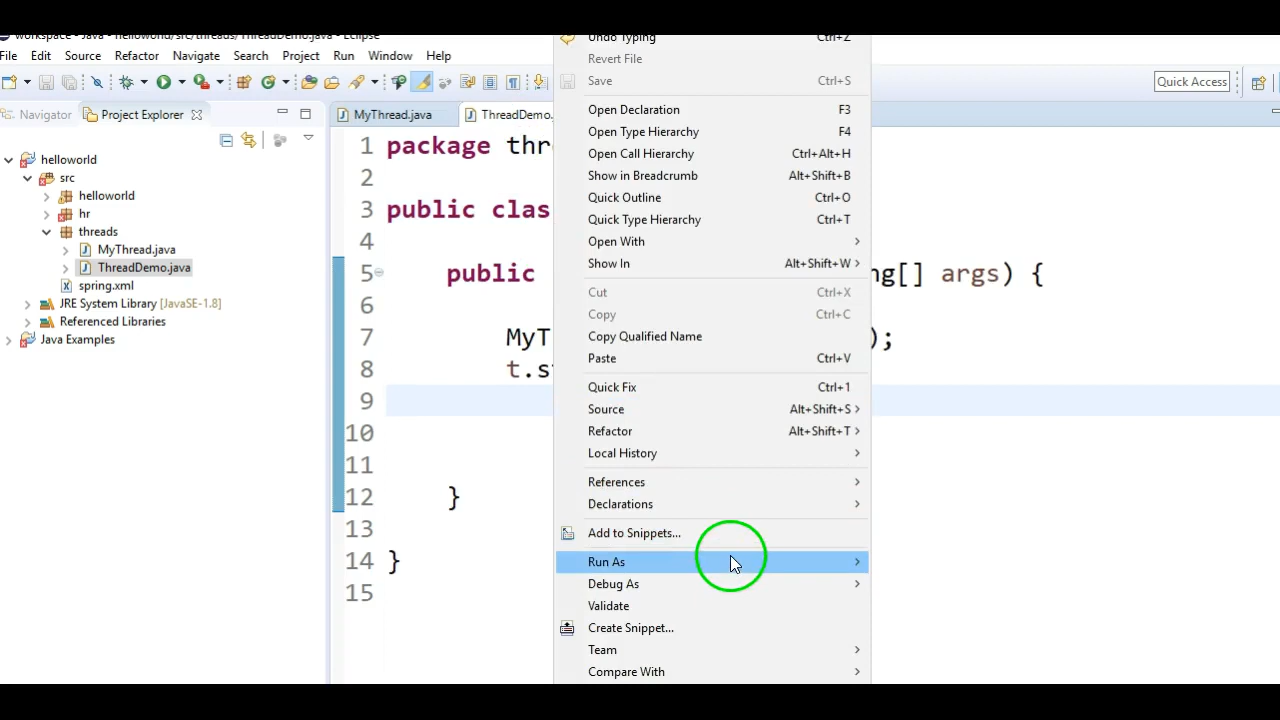 workspace - Java - helloworld/src/threads/ThreadDemo.java - Eclipse
File Edit Source Refactor Navigate Search Project Run Window Help
Quick Access
Navigator
Project Explorer
helloworld
src
helloworld
hr
threads
MyThread.java
ThreadDemo.java
spring.xml
JRE System Library [JavaSE-1.8]
Referenced Libraries
Java Examples
MyThread.java
ThreadDemo.
1 package thr
2
3 public clas
4
5 public ng[] args) {
6
7 MyT );
8 t.s
9
10
11
12 }
13
14 }
15
Undo Typing Ctrl+Z
Revert File
Save Ctrl+S
Open Declaration F3
Open Type Hierarchy F4
Open Call Hierarchy Ctrl+Alt+H
Show in Breadcrumb Alt+Shift+B
Quick Outline Ctrl+O
Quick Type Hierarchy Ctrl+T
Open With
Show In Alt+Shift+W
Cut Ctrl+X
Copy Ctrl+C
Copy Qualified Name
Paste Ctrl+V
Quick Fix Ctrl+1
Source Alt+Shift+S
Refactor Alt+Shift+T
Local History
References
Declarations
Add to Snippets...
Run As
Debug As
Validate
Create Snippet...
Team
Compare With